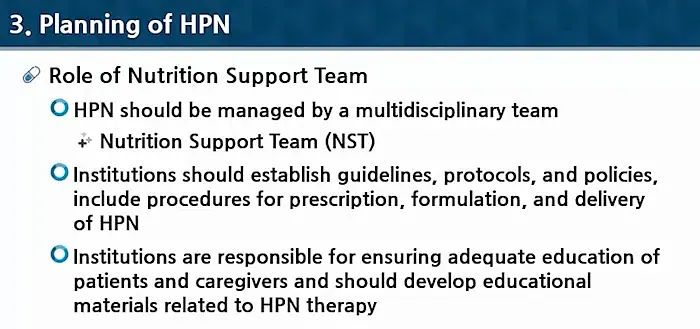 3. Planning of HPN
Role of Nutrition Support Team
HPN should be managed by a multidisciplinary team
Nutrition Support Team (NST)
Institutions should establish guidelines, protocols, and policies,
include procedures for prescription, formulation, and delivery
of HPN
Institutions are responsible for ensuring adequate education of
patients and caregivers and should develop educational
materials related to HPN therapy